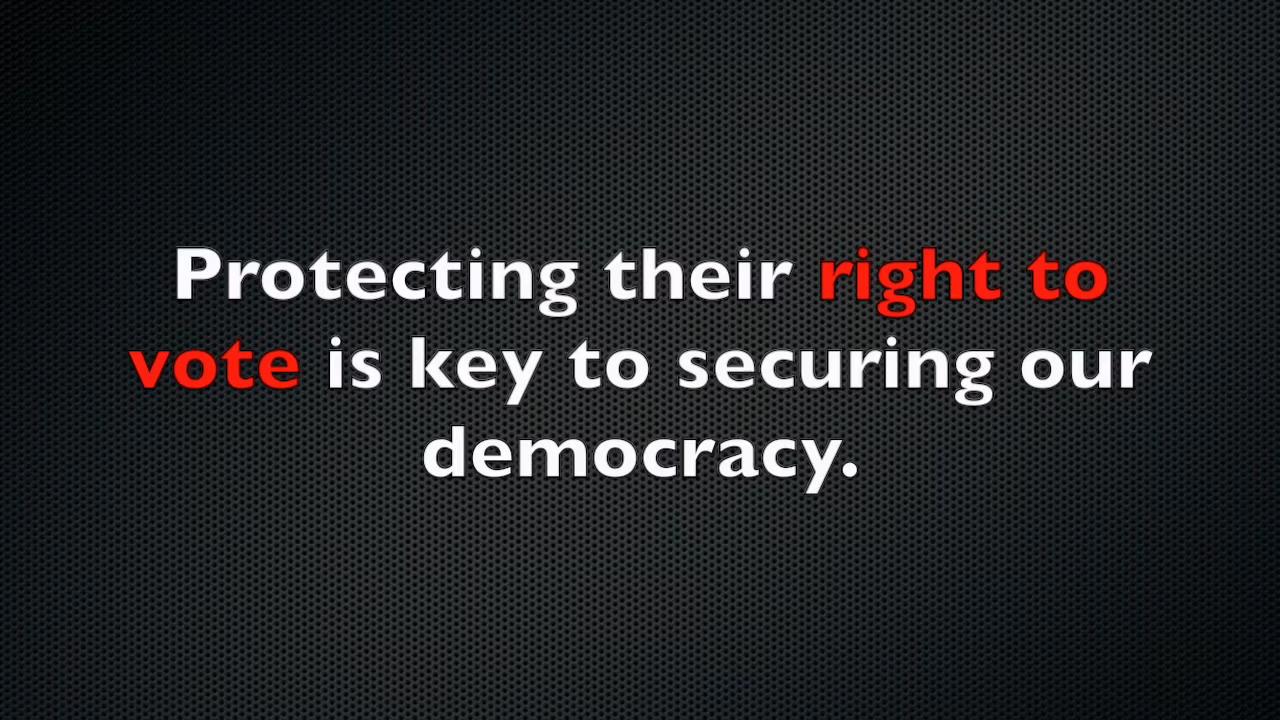 Protecting their right to
vote is key to securing our
democracy.